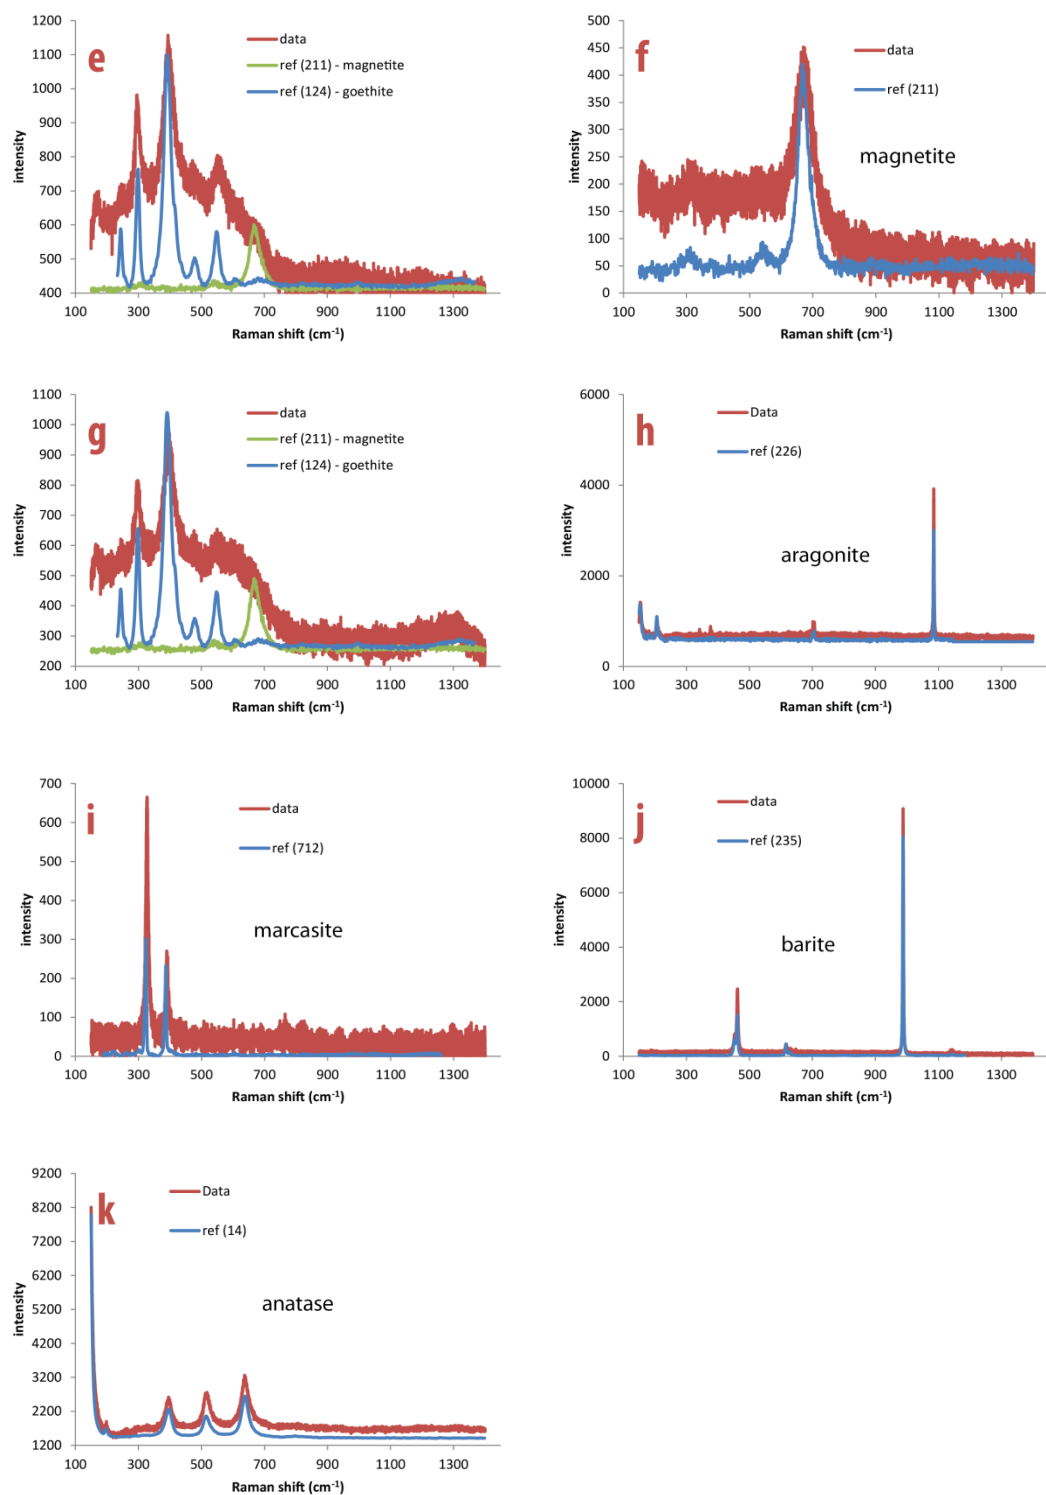 e
1200
1100
1000
900
800
700
600
500
400
intensity
data
ref (211) - magnetite
ref (124) - goethite
100 300 500 700 900 1100 1300
Raman shift (cm-1)
f
500
450
400
350
300
250
200
150
100
50
0
intensity
data
ref (211)
magnetite
100 300 500 700 900 1100 1300
Raman shift (cm-1)
g
1100
1000
900
800
700
600
500
400
300
200
intensity
data
ref (211) - magnetite
ref (124) - goethite
100 300 500 700 900 1100 1300
Raman shift (cm-1)
h
6000
4000
2000
0
intensity
Data
ref (226)
aragonite
100 300 500 700 900 1100 1300
Raman shift (cm-1)
i
700
600
500
400
300
200
100
0
intensity
data
ref (712)
marcasite
100 300 500 700 900 1100 1300
Raman shift (cm-1)
j
10000
8000
6000
4000
2000
0
intensity
data
ref (235)
barite
100 300 500 700 900 1100 1300
Raman shift (cm-1)
k
9200
8200
7200
6200
5200
4200
3200
2200
1200
intensity
Data
ref (14)
anatase
100 300 500 700 900 1100 1300
Raman shift (cm-1)